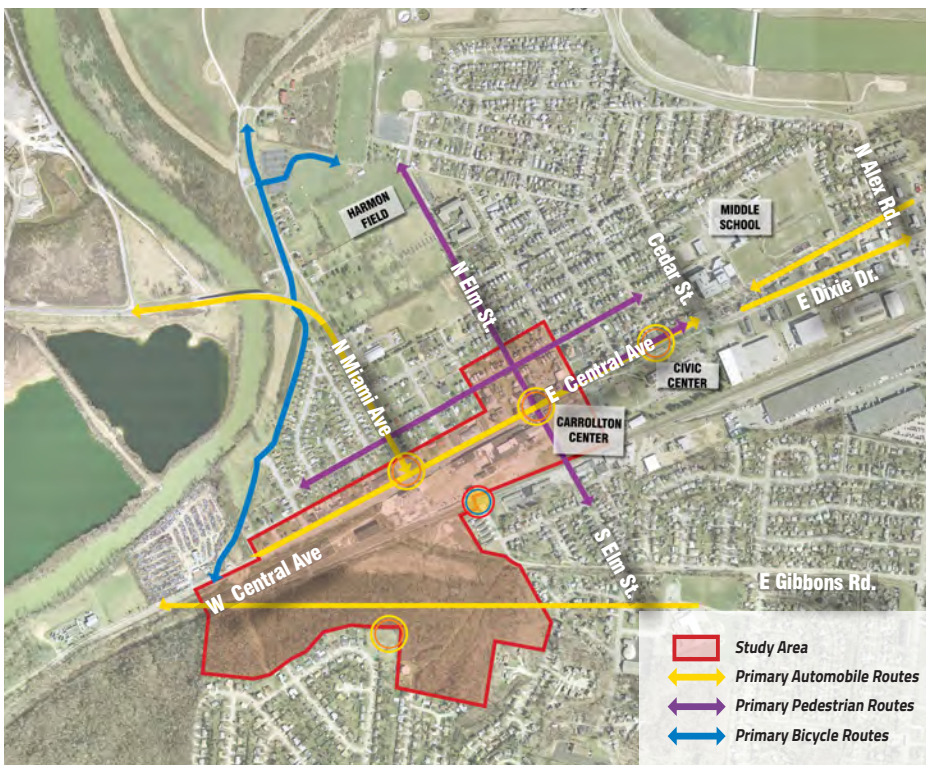 N Alex Rd.
MIDDLE
SCHOOL
HARMON
FIELD
Cedar St.
N Elm St.
E Dixie Dr.
N Miami Ave
E Central Ave
CIVIC
CENTER
CARROLLTON
CENTER
S Elm St.
W Central Ave
E Gibbons Rd.
Study Area
Primary Automobile Routes
Primary Pedestrian Routes
Primary Bicycle Routes